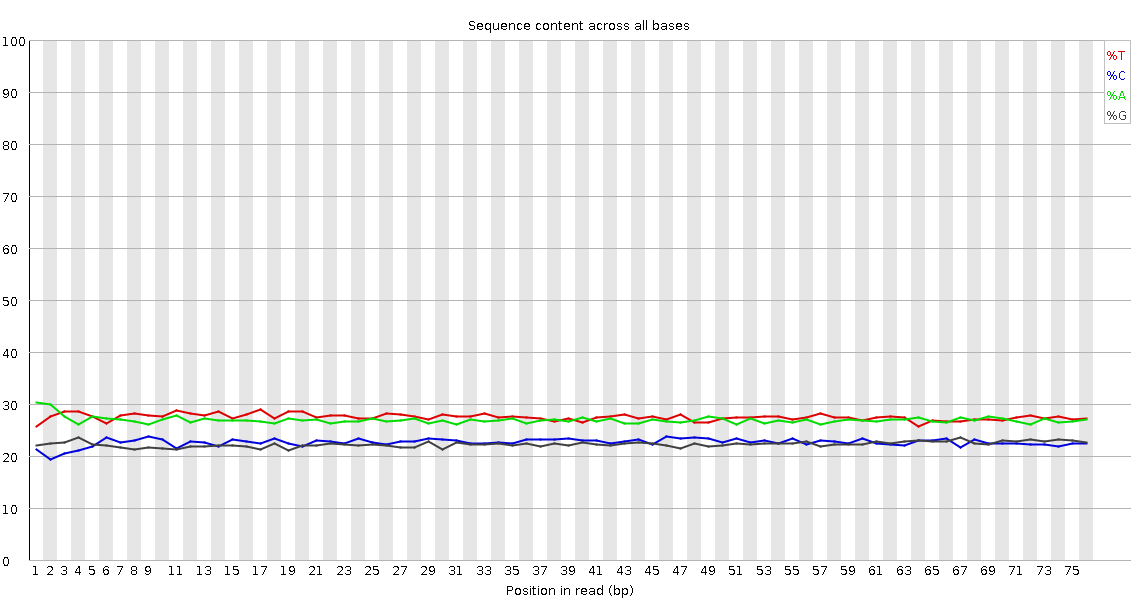 Sequence content across all bases
100
90
80
70
60
50
40
30
20
10
0
%T
%C
%A
%G
1 2 3 4 5 6 7 8 9 11 13 15 17 19 21 23 25 27 29 31 33 35 37 39 41 43 45 47 49 51 53 55 57 59 61 63 65 67 69 71 73 75
Position in read (bp)